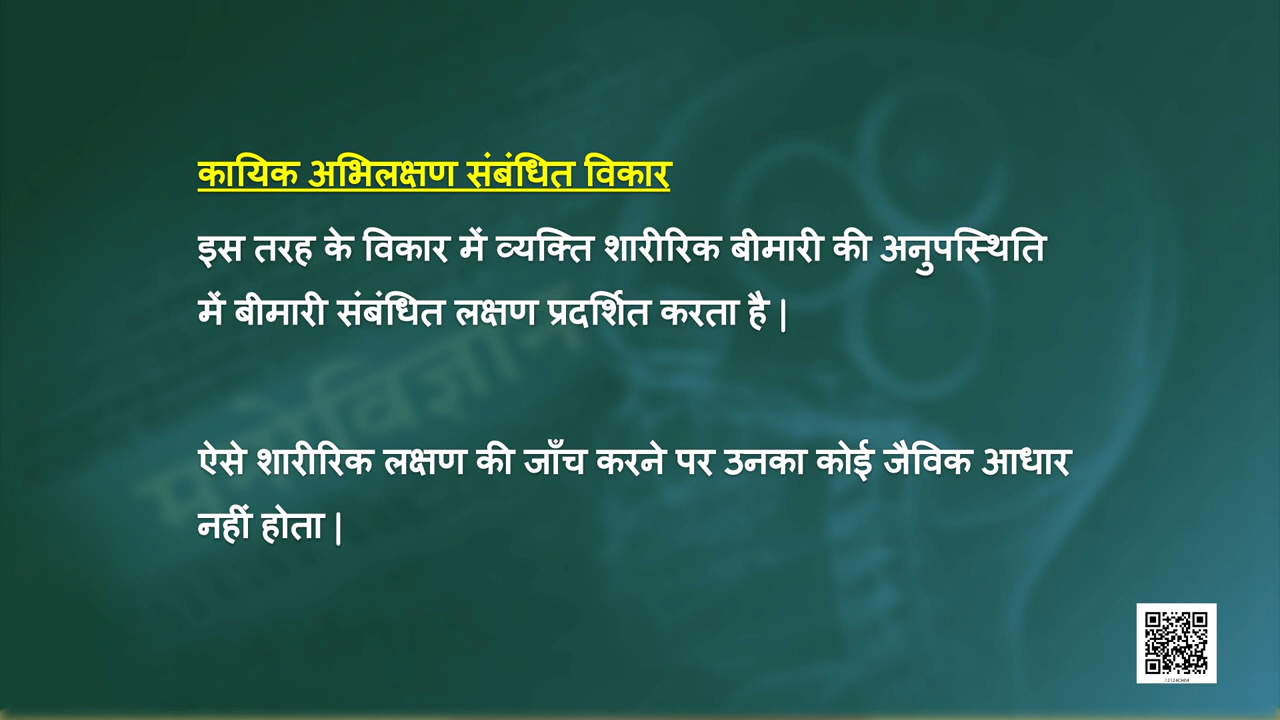 कायिक अभिलक्षण संबंधित विकार
इस तरह के विकार में व्यक्ति शारीरिक बीमारी की अनुपस्थिति
में बीमारी संबंधित लक्षण प्रदर्शित करता है |
मनोविज्ञान
ऐसे शारीरिक लक्षण की जाँच करने पर उनका कोई जैविक आधार
नहीं होता |